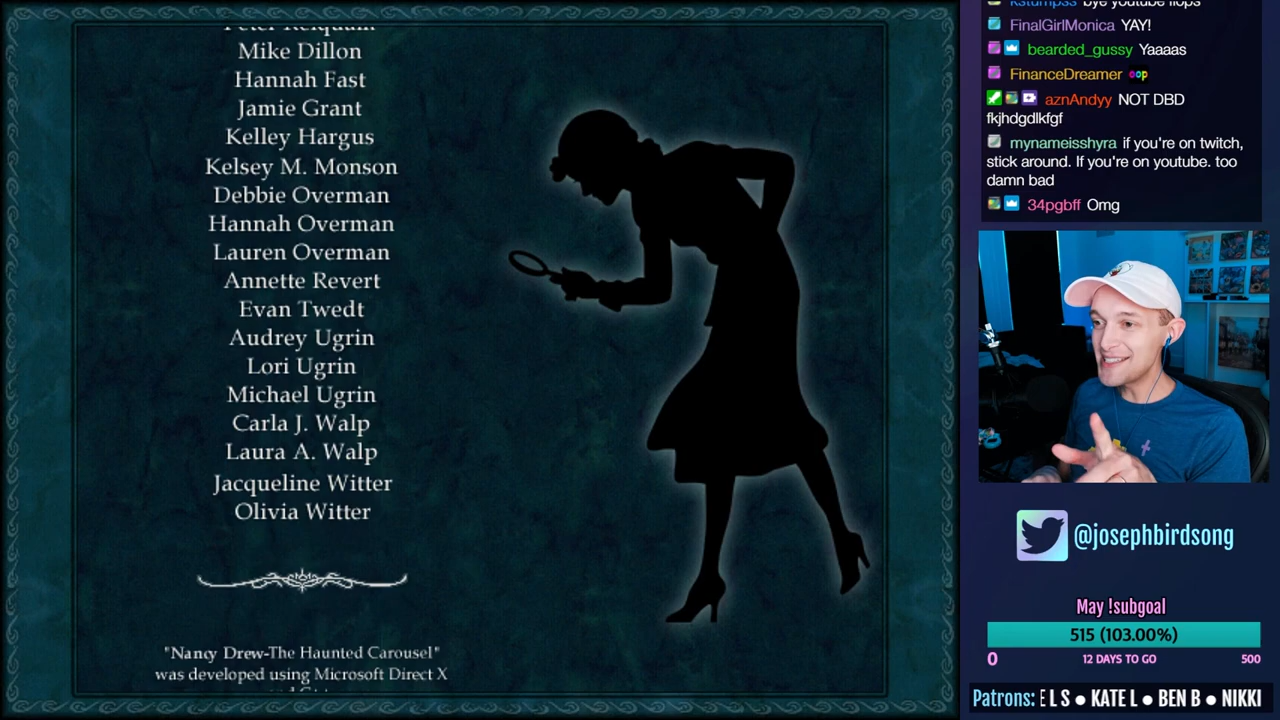 Mike Dillon
Hannah Fast
Jamie Grant
Kelley Hargus
Kelsey M. Monson
Debbie Overman
Hannah Overman
Lauren Overman
Annette Revert
Evan Twedt
Audrey Ugrin
Lori Ugrin
Michael Ugrin
Carla J. Walp
Laura A. Walp
Jacqueline Witter
Olivia Witter
"Nancy Drew-The Haunted Carousel"
was developed using Microsoft Direct X
bye youtube flops
FinalGirlMonica YAY!
bearded_gussy Yaaaas
FinanceDreamer oop
aznAndyy NOT DBD
fkjhdgdlkfgf
mynameisshyra if you're on twitch,
stick around. If you're on youtube. too
damn bad
34pgbff Omg
@josephbirdsong
May !subgoal
515 (103.00%)
0 12 DAYS TO GO 500
Patrons: E L S ● KATE L ● BEN B ● NIKKI